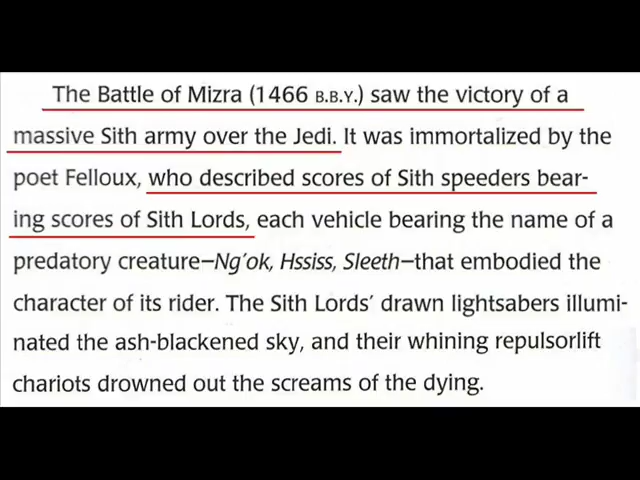 The Battle of Mizra (1466 B.B.Y.) saw the victory of a
massive Sith army over the Jedi. It was immortalized by the
poet Felloux, who described scores of Sith speeders bear-
ing scores of Sith Lords, each vehicle bearing the name of a
predatory creature—Ng'ok, Hssiss, Sleeth—that embodied the
character of its rider. The Sith Lords' drawn lightsabers illumi-
nated the ash-blackened sky, and their whining repulsorlift
chariots drowned out the screams of the dying.